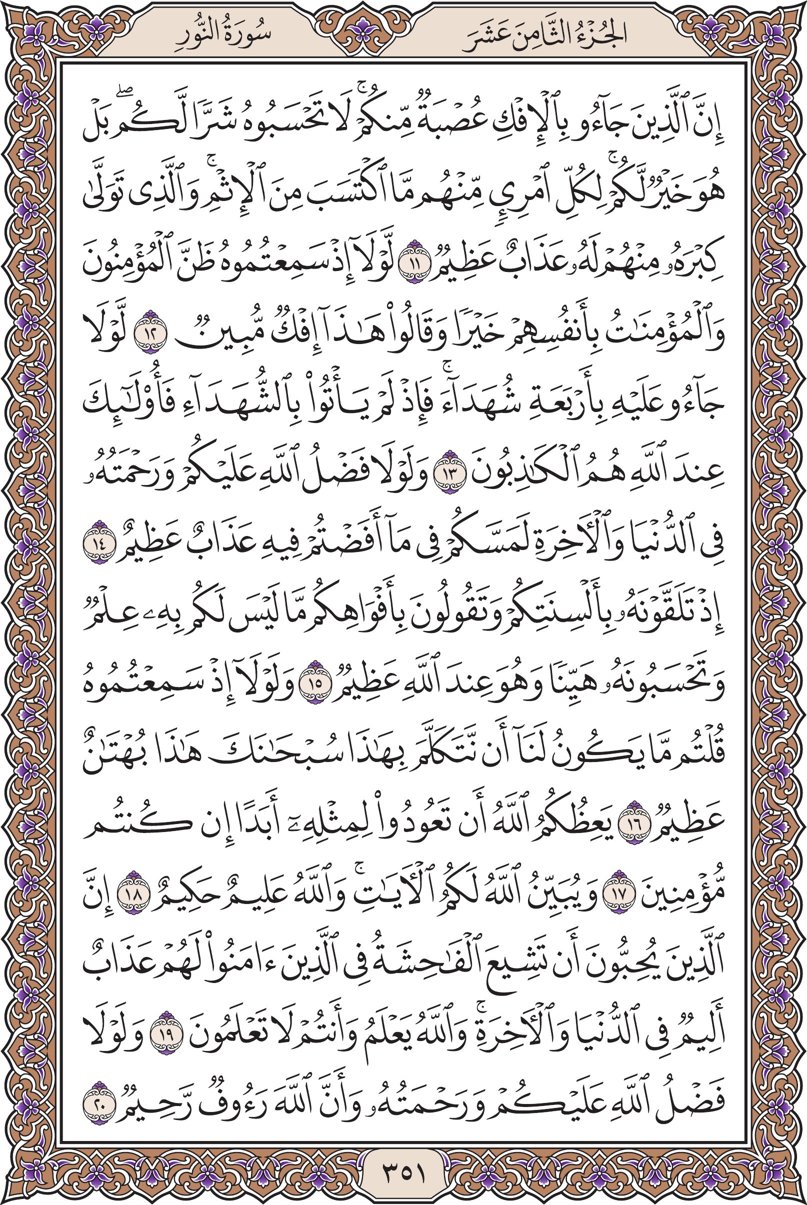 الجُزْءُ الثَّامِنَ عَشَرَ
سُورَةُ النُّور
إِنَّ ٱلَّذِينَ جَآءُو بِٱلْإِفْكِ عُصْبَةٌ مِّنكُمْۚ لَا تَحْسَبُوهُ شَرًّا لَّكُمۖ بَلْ
هُوَ خَيْرٌ لَّكُمْۚ لِكُلِّ ٱمْرِيٕٖ مِّنْهُم مَّا ٱكْتَسَبَ مِنَ ٱلْإِثْمِۚ وَٱلَّذِى تَوَلَّىٰ
كِبْرَهُۥ مِنْهُمْ لَهُۥ عَذَابٌ عَظِيمٌ ١١ لَّوْلَآ إِذْ سَمِعْتُمُوهُ ظَنَّ ٱلْمُؤْمِنُونَ
وَٱلْمُؤْمِنَٰتُ بِأَنفُسِهِمْ خَيْرًا وَقَالُوا۟ هَٰذَآ إِفْكٌ مُّبِينٌ ١٢ لَّوْلَا
جَآءُو عَلَيْهِ بِأَرْبَعَةِ شُهَدَآءَۚ فَإِذْ لَمْ يَأْتُوا۟ بِٱلشُّهَدَآءِ فَأُو۟لَٰٓئِكَ
عِندَ ٱللَّهِ هُمُ ٱلْكَٰذِبُونَ ١٣ وَلَوْلَا فَضْلُ ٱللَّهِ عَلَيْكُمْ وَرَحْمَتُهُۥ
فِى ٱلدُّنْيَا وَٱلْءَاخِرَةِ لَمَسَّكُمْ فِى مَآ أَفَضْتُمْ فِيهِ عَذَابٌ عَظِيمٌ ١٤
إِذْ تَلَقَّوْنَهُۥ بِأَلْسِنَتِكُمْ وَتَقُولُونَ بِأَفْوَاهِكُم مَّا لَيْسَ لَكُم بِهِۦ عِلْمٌ
وَتَحْسَبُونَهُۥ هَيِّنًا وَهُوَ عِندَ ٱللَّهِ عَظِيمٌ ١٥ وَلَوْلَآ إِذْ سَمِعْتُمُوهُ
قُلْتُم مَّا يَكُونُ لَنَآ أَن نَّتَكَلَّمَ بِهَٰذَا سُبْحَٰنَكَ هَٰذَا بُهْتَٰنٌ
عَظِيمٌ ١٦ يَعِظُكُمُ ٱللَّهُ أَن تَعُودُوا۟ لِمِثْلِهِۦٓ أَبَدًا إِن كُنتُم
مُّؤْمِنِينَ ١٧ وَيُبَيِّنُ ٱللَّهُ لَكُمُ ٱلْءَايَٰتِۚ وَٱللَّهُ عَلِيمٌ حَكِيمٌ ١٨ إِنَّ
ٱلَّذِينَ يُحِبُّونَ أَن تَشِيعَ ٱلْفَٰحِشَةُ فِى ٱلَّذِينَ ءَامَنُوا۟ لَهُمْ عَذَابٌ
أَلِيمٌ فِى ٱلدُّنْيَا وَٱلْءَاخِرَةِۚ وَٱللَّهُ يَعْلَمُ وَأَنتُمْ لَا تَعْلَمُونَ ١٩ وَلَوْلَا
فَضْلُ ٱللَّهِ عَلَيْكُمْ وَرَحْمَتُهُۥ وَأَنَّ ٱللَّهَ رَءُوفٌ رَّحِيمٌ ٢٠
٣٥١